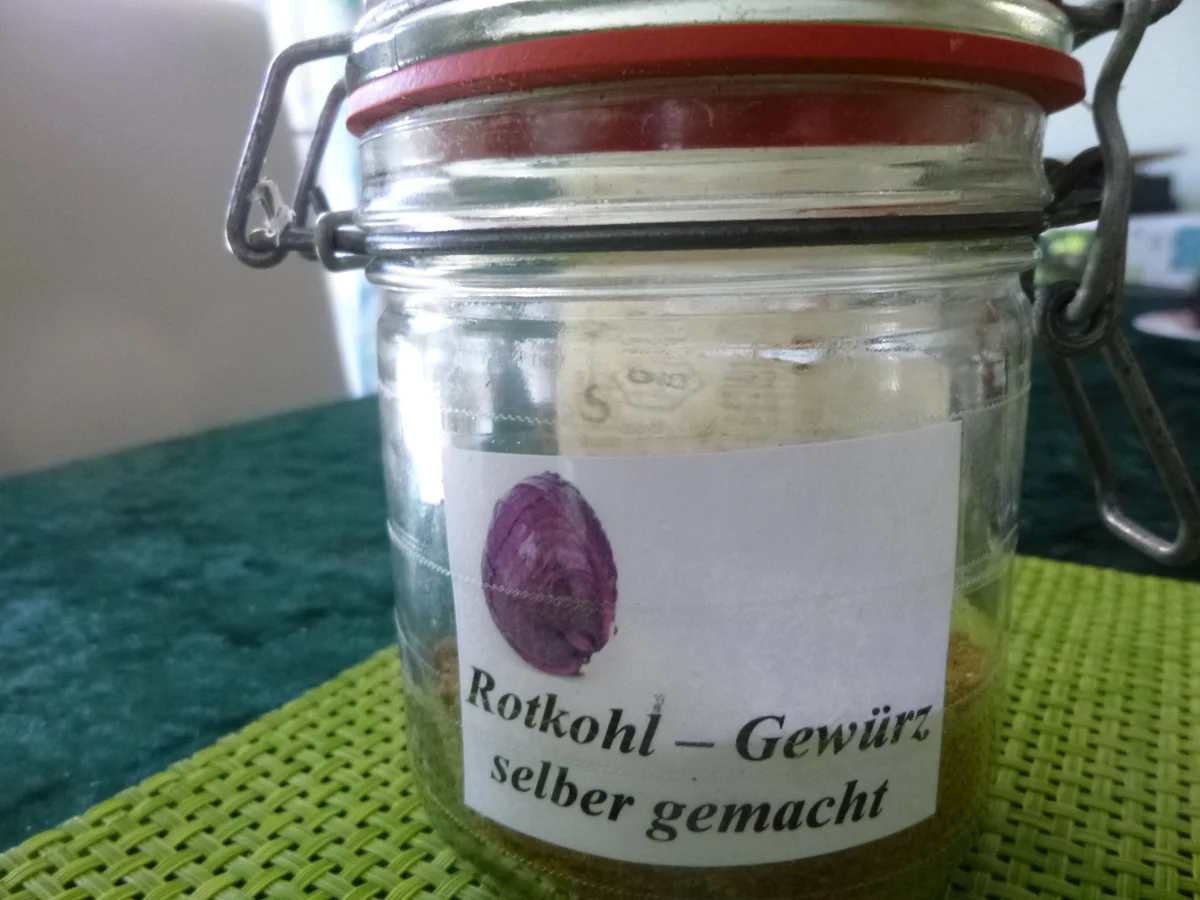 S
Rotkohl – Gewürz
selber gemacht